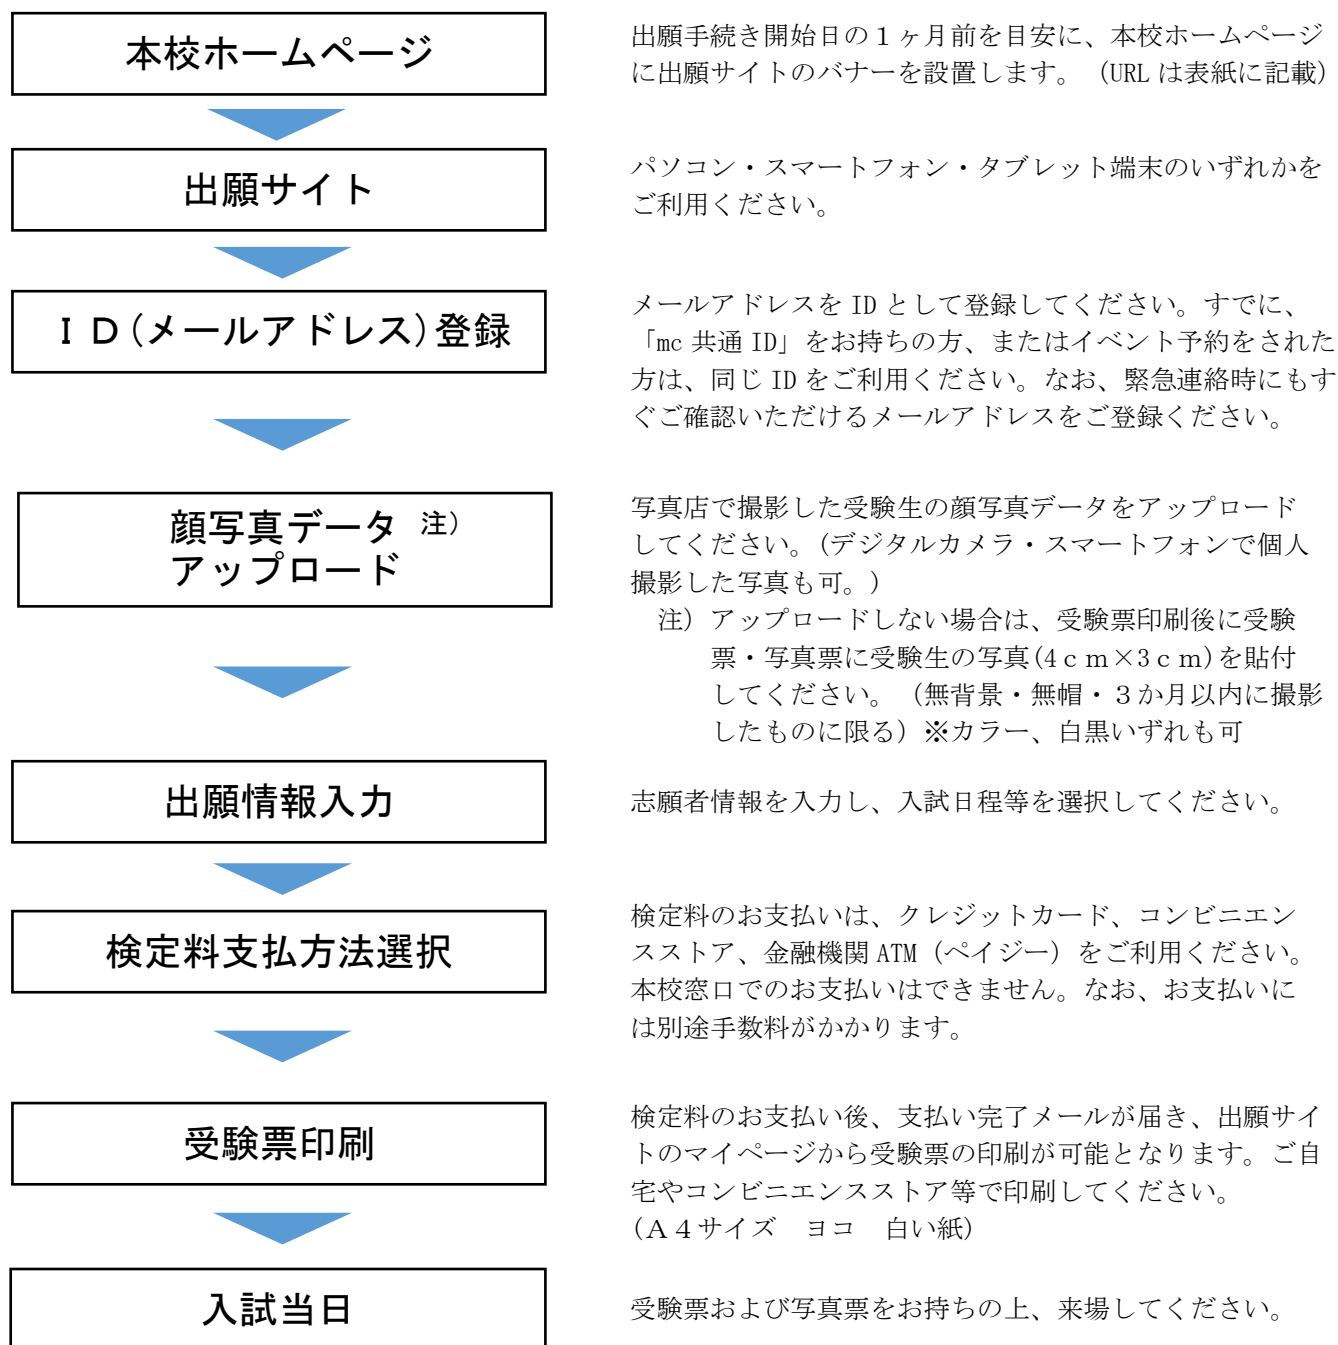 本校ホームページ
出願手続き開始日の１ヶ月前を目安に、本校ホームページ
に出願サイトのバナーを設置します。（URL は表紙に記載）
出願サイト
パソコン・スマートフォン・タブレット端末のいずれかを
ご利用ください。
ＩＤ(メールアドレス)登録
メールアドレスを ID として登録してください。すでに、
「mc 共通 ID」をお持ちの方、またはイベント予約をされた
方は、同じ ID をご利用ください。なお、緊急連絡時にもす
ぐご確認いただけるメールアドレスをご登録ください。
顔写真データ 注）
アップロード
写真店で撮影した受験生の顔写真データをアップロード
してください。(デジタルカメラ・スマートフォンで個人
撮影した写真も可。)
注）アップロードしない場合は、受験票印刷後に受験
票・写真票に受験生の写真(4ｃｍ×3ｃｍ)を貼付
してください。（無背景・無帽・３か月以内に撮影
したものに限る）※カラー、白黒いずれも可
出願情報入力
志願者情報を入力し、入試日程等を選択してください。
検定料支払方法選択
検定料のお支払いは、クレジットカード、コンビニエン
スストア、金融機関 ATM（ペイジー）をご利用ください。
本校窓口でのお支払いはできません。なお、お支払いに
は別途手数料がかかります。
受験票印刷
検定料のお支払い後、支払い完了メールが届き、出願サイ
トのマイページから受験票の印刷が可能となります。ご自
宅やコンビニエンスストア等で印刷してください。
（Ａ４サイズ　ヨコ　白い紙）
入試当日
受験票および写真票をお持ちの上、来場してください。